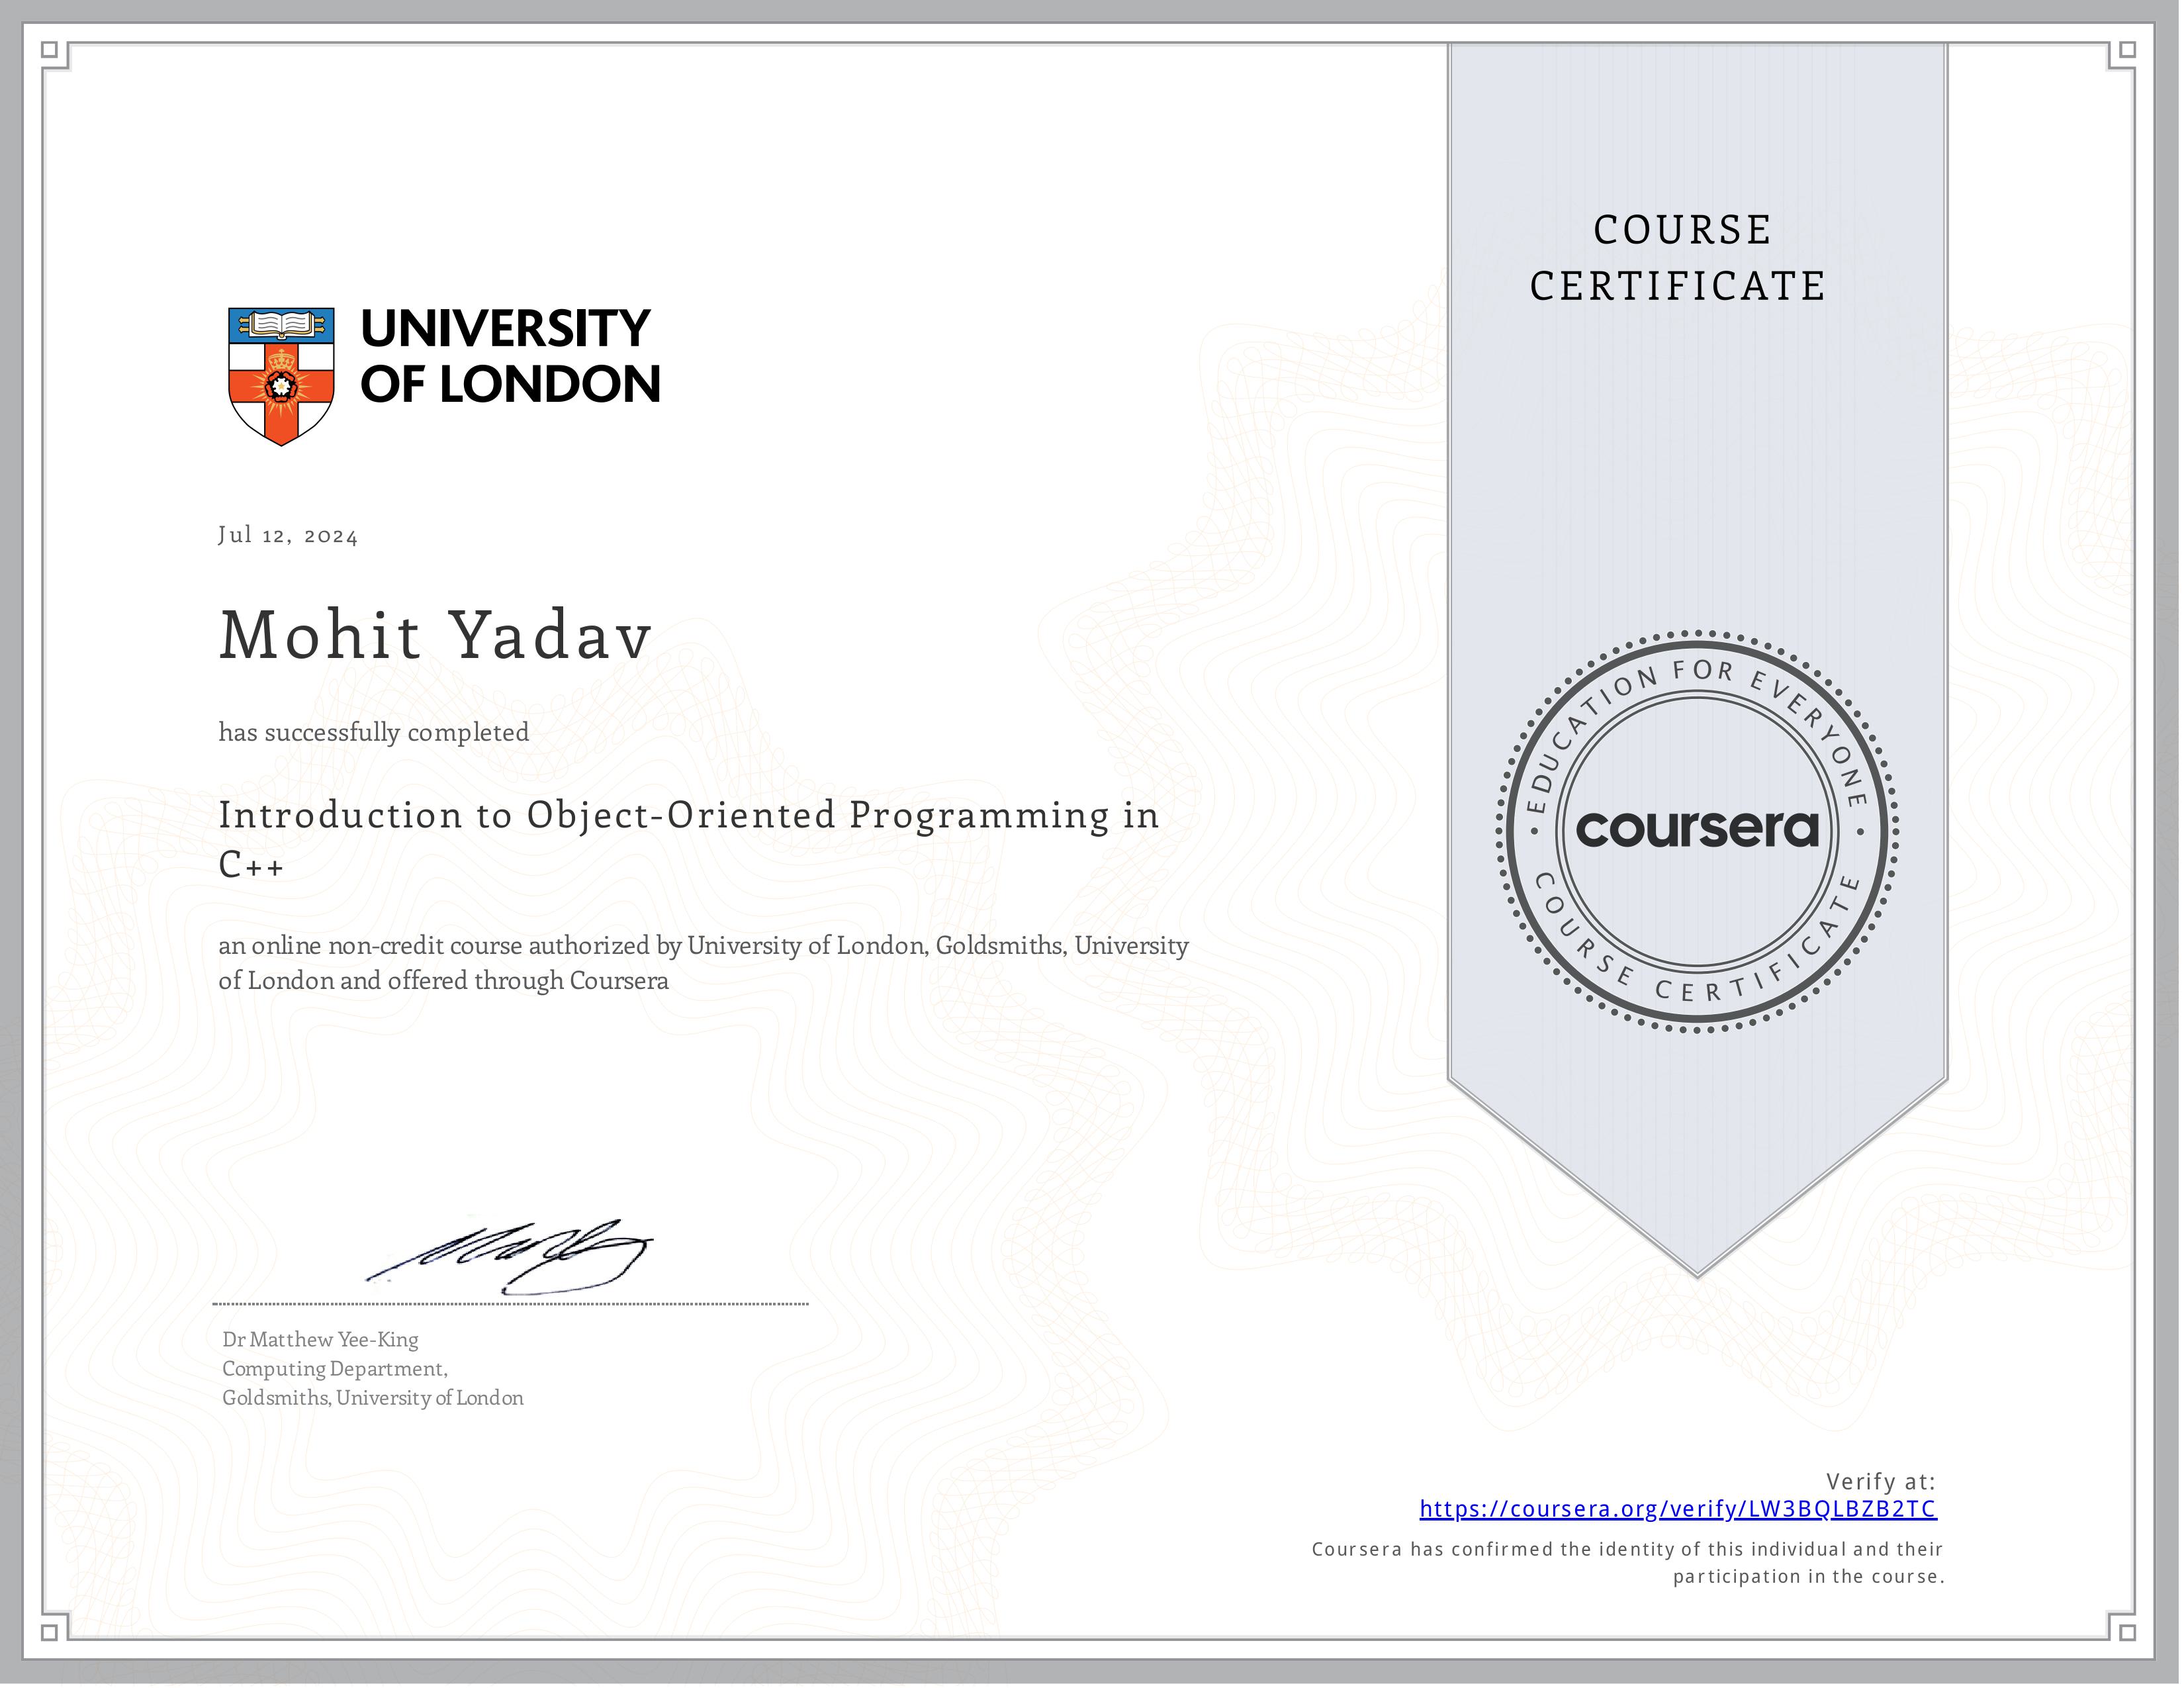 COURSE
CERTIFICATE
UNIVERSITY
OF LONDON
Jul 12, 2024
Mohit Yadav
has successfully completed
Introduction to Object-Oriented Programming in
C++
an online non-credit course authorized by University of London, Goldsmiths, University
of London and offered through Coursera
EDUCATION FOR EVERYONE
coursera
COURSE CERTIFICATE
Dr Matthew Yee-King
Computing Department,
Goldsmiths, University of London
Verify at:
https://coursera.org/verify/LW3BQLBZB2TC
Coursera has confirmed the identity of this individual and their
participation in the course.